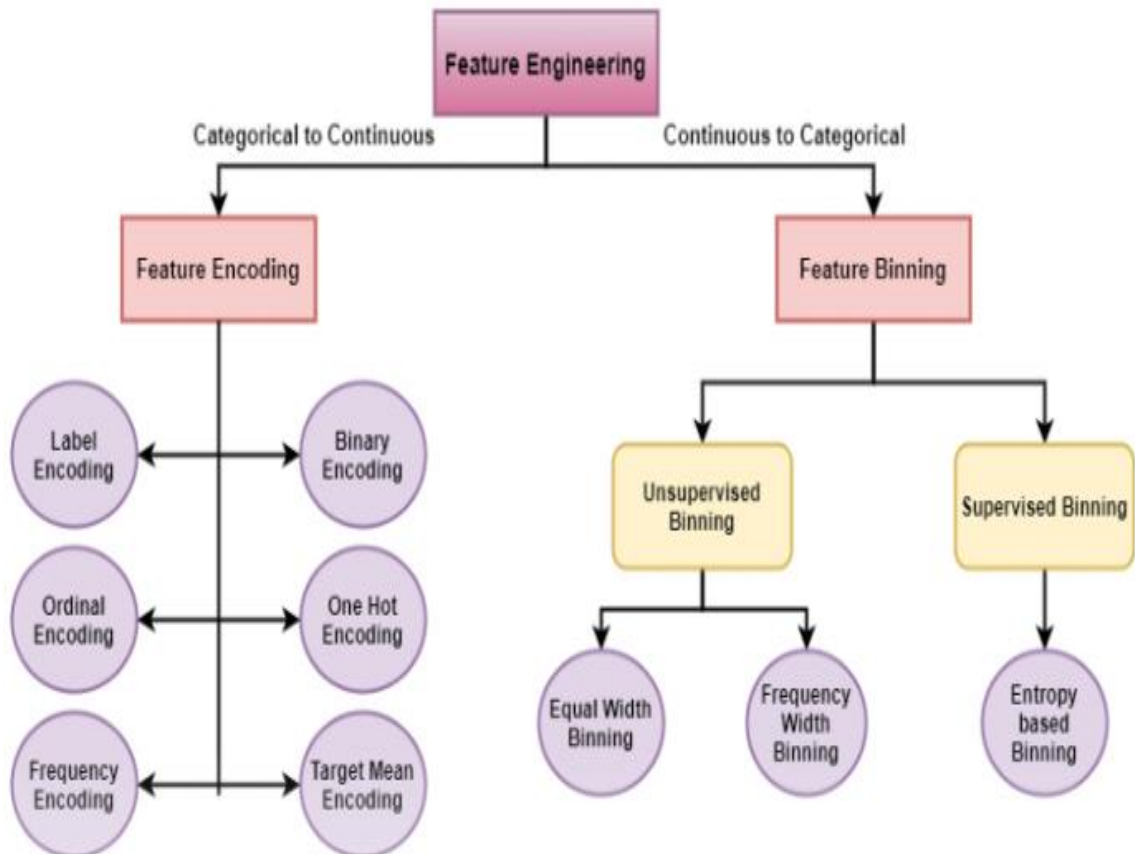 Feature Engineering
Categorical to Continuous
Continuous to Categorical
Feature Encoding
Feature Binning
Label
Encoding
Binary
Encoding
Ordinal
Encoding
One Hot
Encoding
Frequency
Encoding
Target Mean
Encoding
Unsupervised
Binning
Supervised Binning
Equal Width
Binning
Frequency
Width
Binning
Entropy
based
Binning